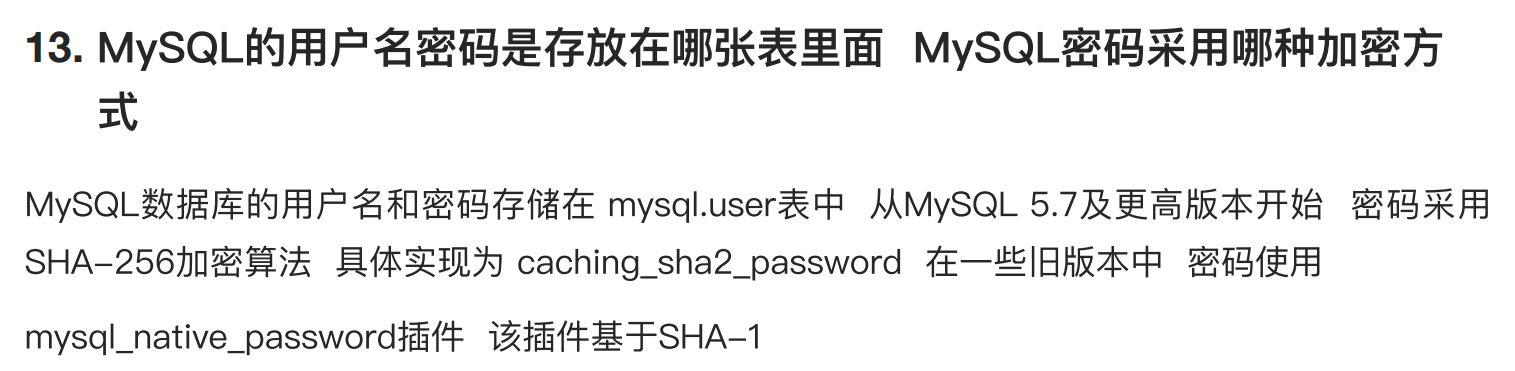 13. MySQL的用户名密码是存放在哪张表里面 MySQL密码采用哪种加密方
式
MySQL数据库的用户名和密码存储在 mysql.user表中 从MySQL 5.7及更高版本开始 密码采用
SHA-256加密算法 具体实现为 caching_sha2_password 在一些旧版本中 密码使用
mysql_native_password插件 该插件基于SHA-1